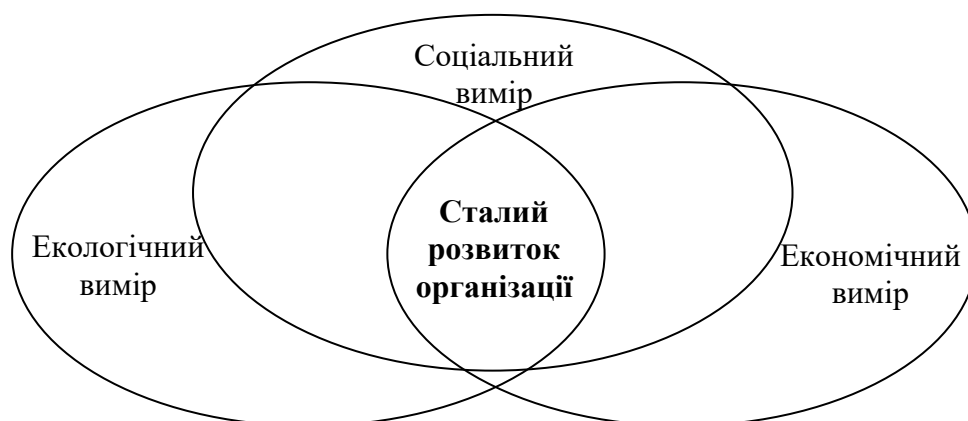 Соціальний
вимір
Сталий
розвиток
організації
Екологічний
вимір
Економічний
вимір